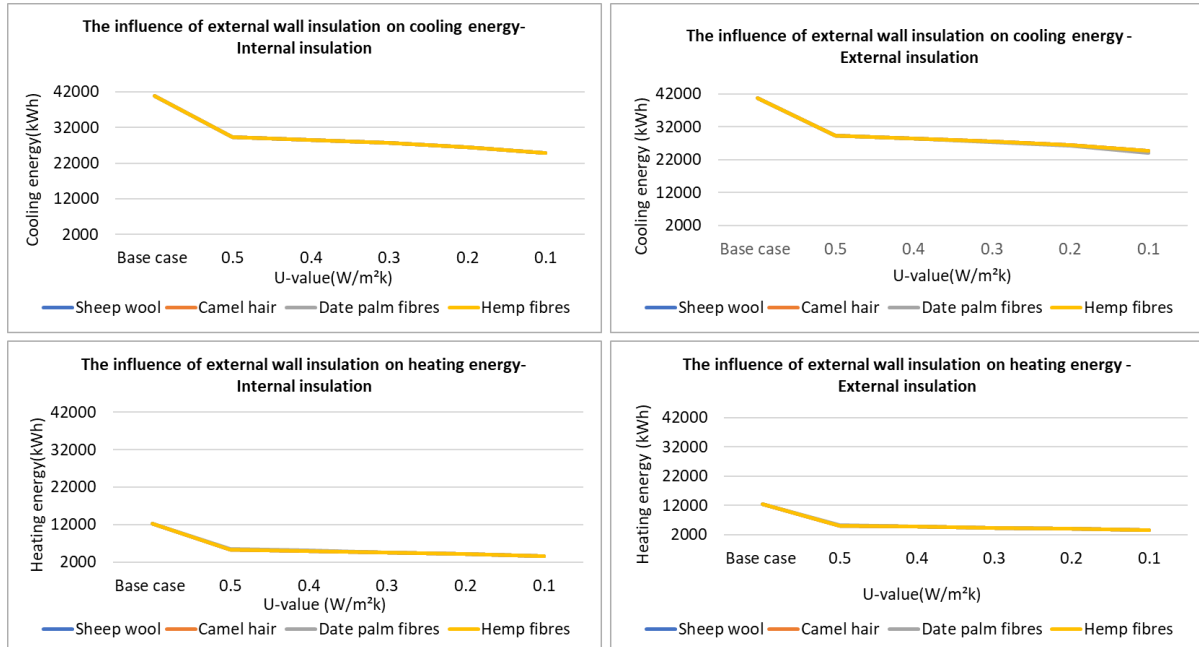 The influence of external wall insulation on cooling energy-
Internal insulation
Cooling energy(kWh)
42000
32000
22000
12000
2000
Base case 0.5 0.4 0.3 0.2 0.1
U-value(W/m²k)
Sheep wool Camel hair Date palm fibres Hemp fibres
The influence of external wall insulation on cooling energy -
External insulation
Cooling energy (kWh)
42000
32000
22000
12000
2000
Base case 0.5 0.4 0.3 0.2 0.1
U-value(W/m²k)
Sheep wool Camel hair Date palm fibres Hemp fibres
The influence of external wall insulation on heating energy-
Internal insulation
Heating energy(kWh)
42000
32000
22000
12000
2000
Base case 0.5 0.4 0.3 0.2 0.1
U-value (W/m²k)
Sheep wool Camel hair Date palm fibres Hemp fibres
The influence of external wall insulation on heating energy -
External insulation
Heating energy (kWh)
42000
32000
22000
12000
2000
Base case 0.5 0.4 0.3 0.2 0.1
U-value(W/m²k)
Sheep wool Camel hair Date palm fibres Hemp fibres